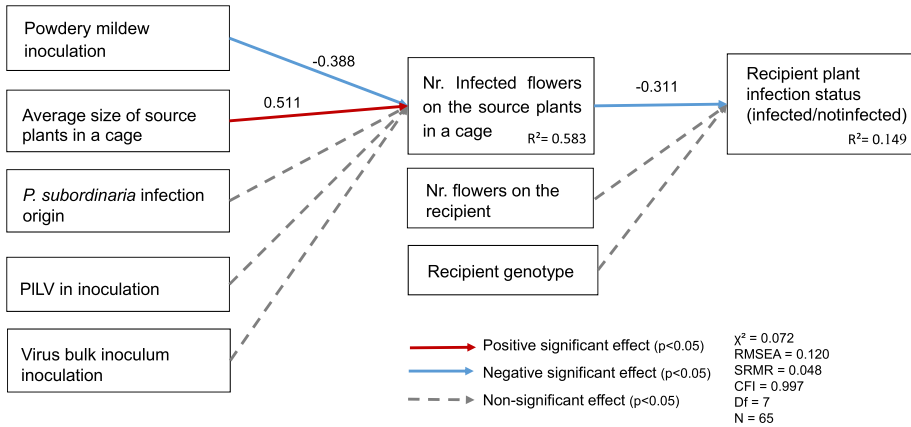 Powdery mildew
inoculation
-0.388
Average size of source
plants in a cage
0.511
P. subordinaria infection
origin
PlLV in inoculation
Virus bulk inoculum
inoculation
Nr. Infected flowers
on the source plants
in a cage
R²= 0.583
Nr. flowers on the
recipient
Recipient genotype
-0.311
Recipient plant
infection status
(infected/notinfected)
R²= 0.149
Positive significant effect (p<0.05)
Negative significant effect (p<0.05)
Non-significant effect (p<0.05)
χ² = 0.072
RMSEA = 0.120
SRMR = 0.048
CFI = 0.997
Df = 7
N = 65